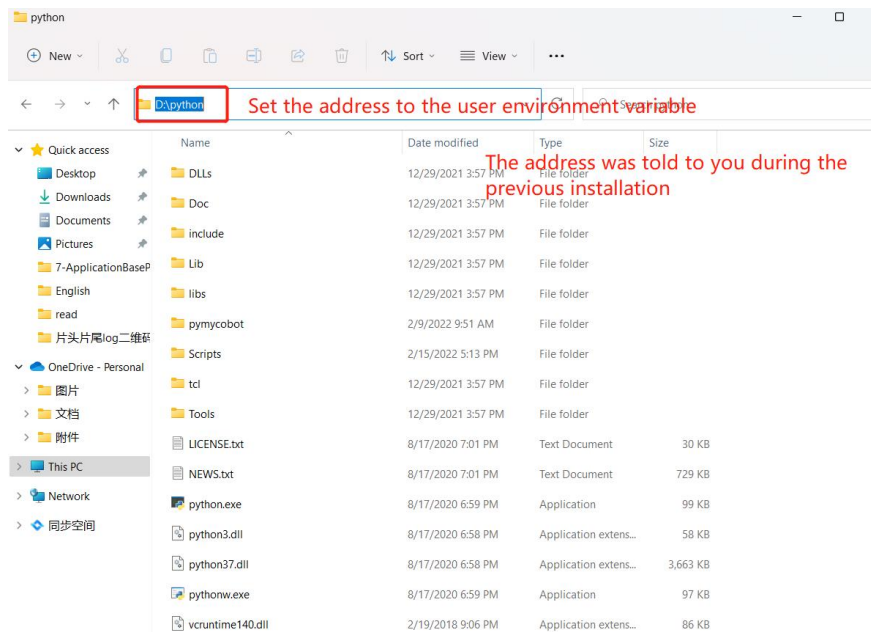 python
New Sort View ...
D:\python Set the address to the user environment variable
Name Date modified Type Size
The address was told to you during the
previous installation
Quick access
Desktop
Downloads
Documents
Pictures
7-ApplicationBaseP
English
read
片头片尾log二维码
OneDrive - Personal
图片
文档
附件
This PC
Network
同步空间
DLLs 12/29/2021 3:57 PM File folder
Doc 12/29/2021 3:57 PM File folder
include 12/29/2021 3:57 PM File folder
Lib 12/29/2021 3:57 PM File folder
libs 12/29/2021 3:57 PM File folder
pymycobot 2/9/2022 9:51 AM File folder
Scripts 2/15/2022 5:13 PM File folder
tcl 12/29/2021 3:57 PM File folder
Tools 12/29/2021 3:57 PM File folder
LICENSE.txt 8/17/2020 7:01 PM Text Document 30 KB
NEWS.txt 8/17/2020 7:01 PM Text Document 729 KB
python.exe 8/17/2020 6:59 PM Application 99 KB
python3.dll 8/17/2020 6:58 PM Application extens... 58 KB
python37.dll 8/17/2020 6:58 PM Application extens... 3,663 KB
pythonw.exe 8/17/2020 6:59 PM Application 97 KB
vcruntime140.dll 2/19/2018 9:06 PM Application extens... 86 KB